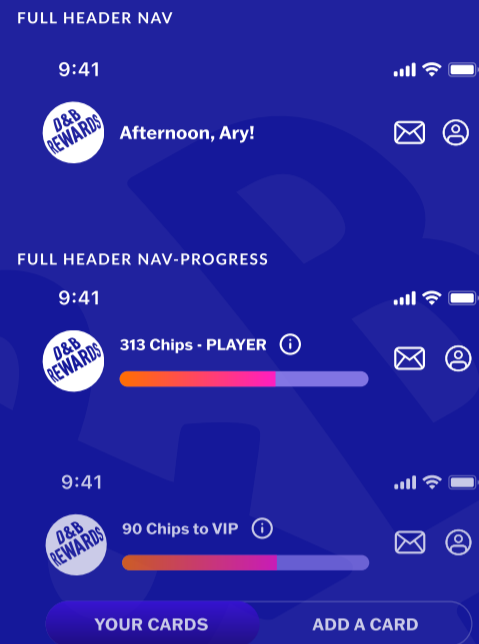 FULL HEADER NAV
9:41
D&B
REWARDS
Afternoon, Ary!
FULL HEADER NAV-PROGRESS
9:41
D&B
REWARDS
313 Chips - PLAYER
9:41
D&B
REWARDS
90 Chips to VIP
YOUR CARDS
ADD A CARD